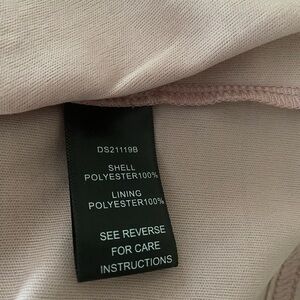 DS21119B
SHELL
POLYESTER100%
LINING
POLYESTER100%
SEE REVERSE
FOR CARE
INSTRUCTIONS